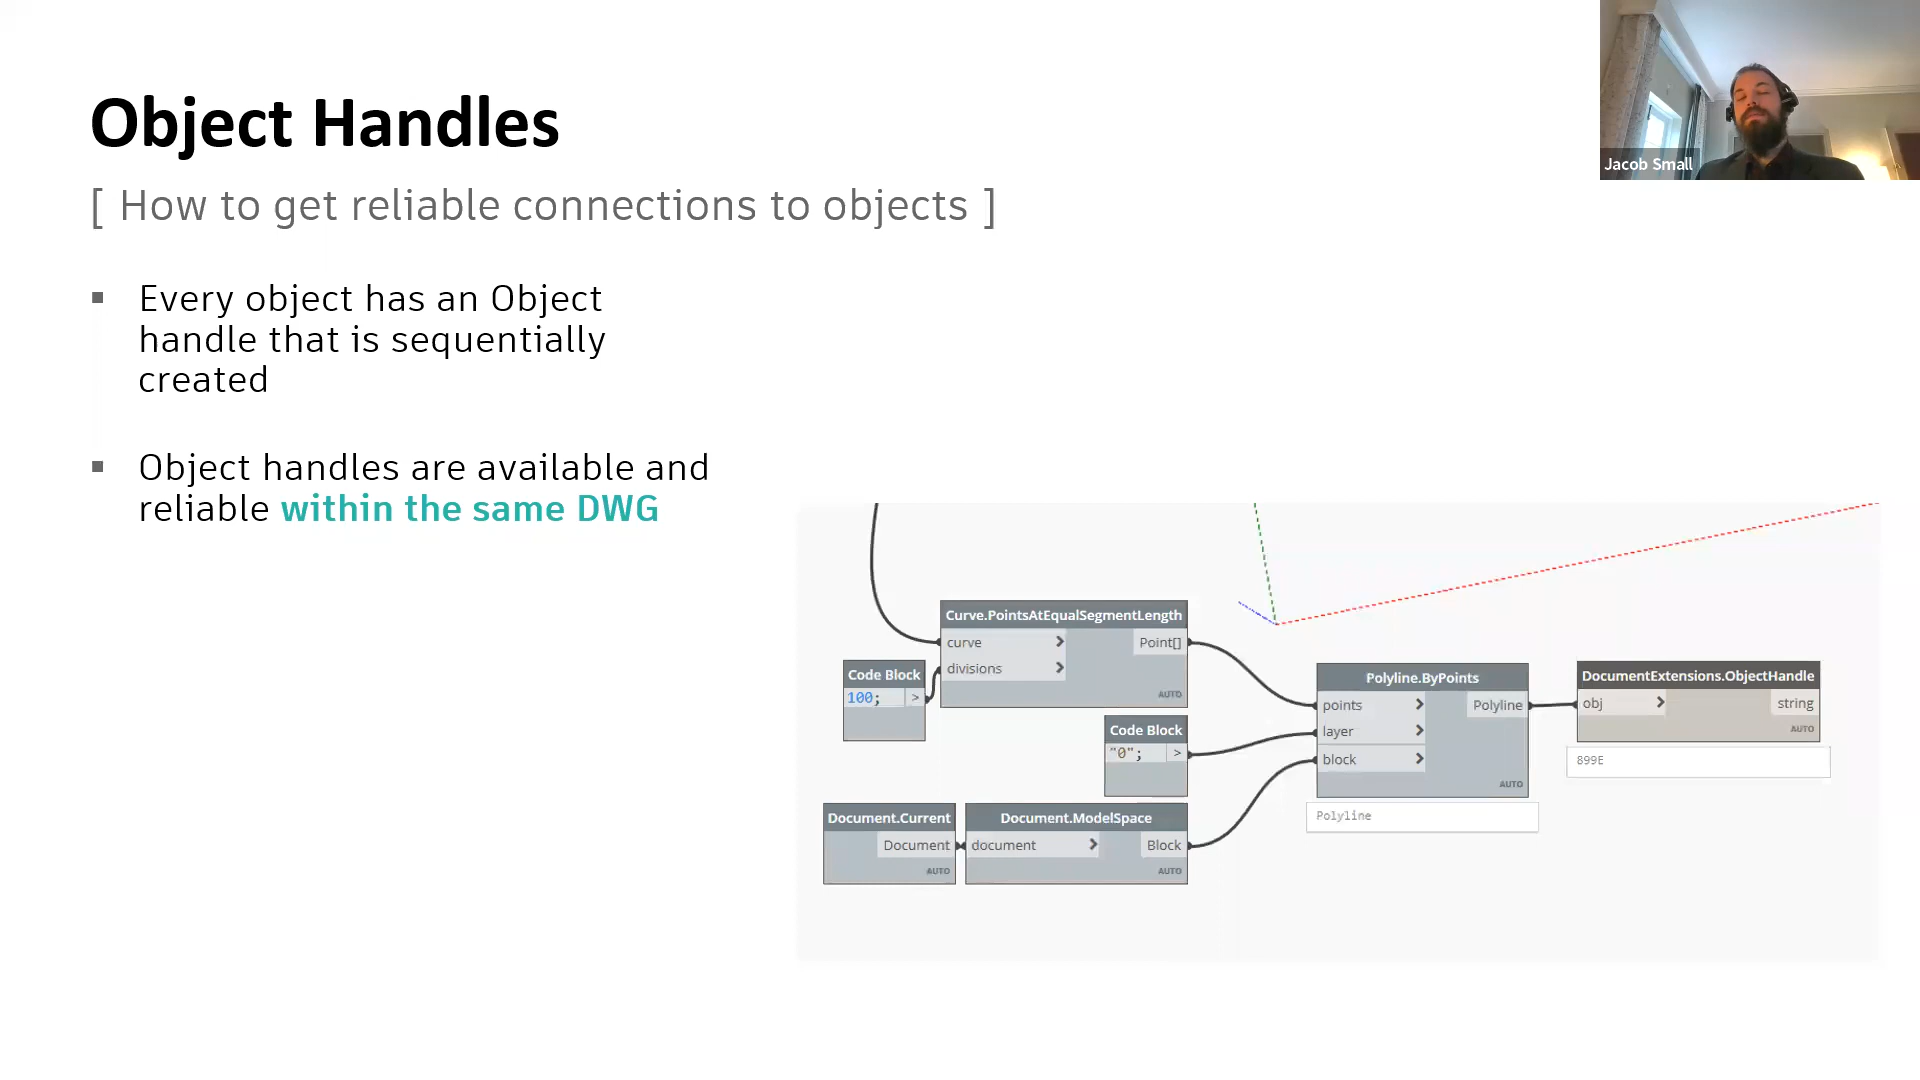 Object Handles
[ How to get reliable connections to objects ]
Every object has an Object
handle that is sequentially
created
Object handles are available and
reliable within the same DWG
Jacob Small
Curve.PointsAtEqualSegmentLength
curve > Point[]
divisions >
AUTO
Code Block
100; >
Code Block
"0"; >
Document.Current
Document
AUTO
Document.ModelSpace
document > Block
AUTO
Polyline.ByPoints
points > Polyline
layer >
block >
AUTO
Polyline
DocumentExtensions.ObjectHandle
obj > string
AUTO
899E